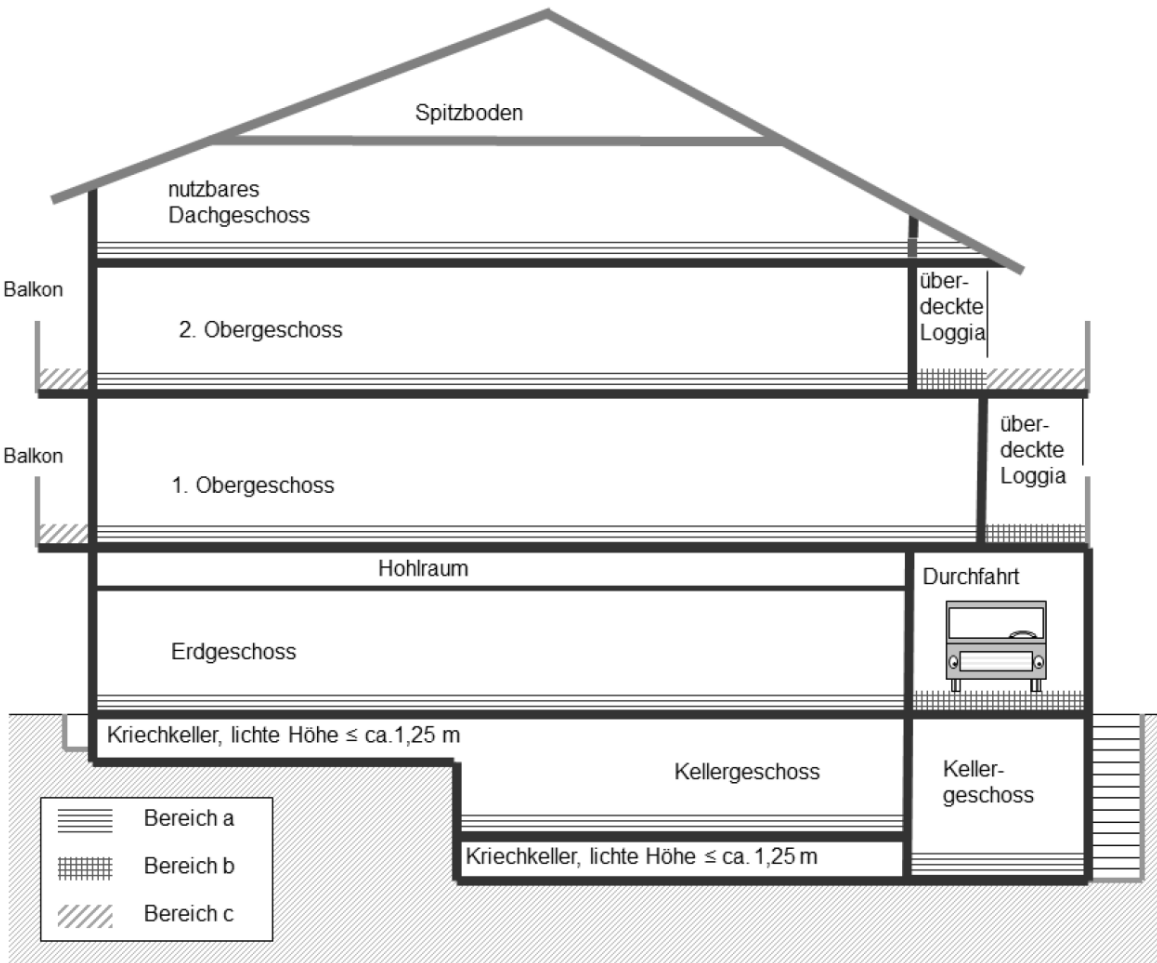 Spitzboden
nutzbares
Dachgeschoss
Balkon
2. Obergeschoss
über-
deckte
Loggia
Balkon
1. Obergeschoss
über-
deckte
Loggia
Hohlraum
Durchfahrt
Erdgeschoss
Kriechkeller, lichte Höhe ≤ ca.1,25 m
Kellergeschoss
Keller-
geschoss
Kriechkeller, lichte Höhe ≤ ca. 1,25 m
Bereich a
Bereich b
Bereich c